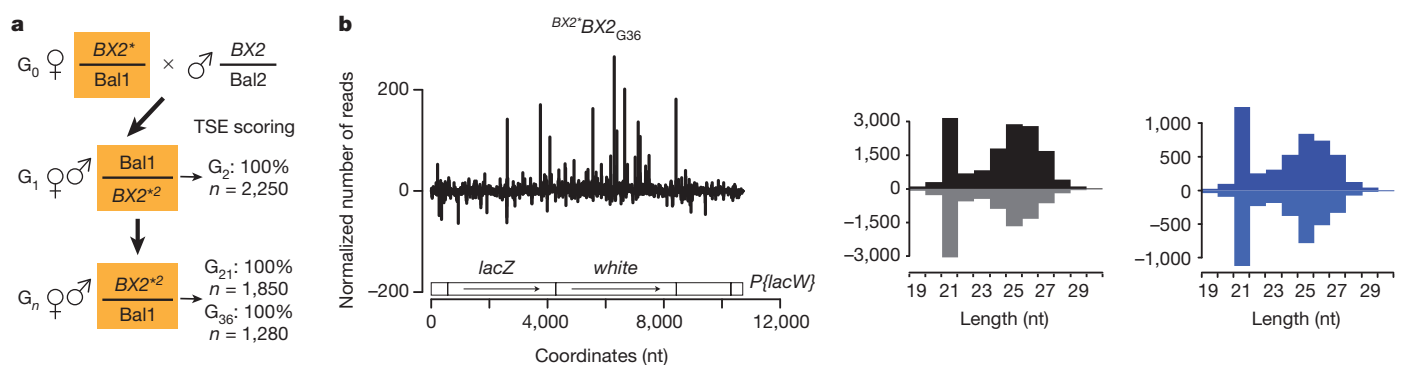 a
G0 ♀ BX2* / Bal1 × ♂ BX2 / Bal2
TSE scoring
G1 ♀♂ Bal1 / BX2*2
G2: 100%
n = 2,250
Gn ♀♂ BX2*2 / Bal1
G21: 100%
n = 1,850
G36: 100%
n = 1,280
b
BX2*BX2G36
Normalized number of reads
200
0
−200
lacZ
white
P{lacW}
0
4,000
8,000
12,000
Coordinates (nt)
3,000
1,500
0
−1,500
−3,000
19 21 23 25 27 29
Length (nt)
1,000
500
0
−500
−1,000
19 21 23 25 27 29
Length (nt)